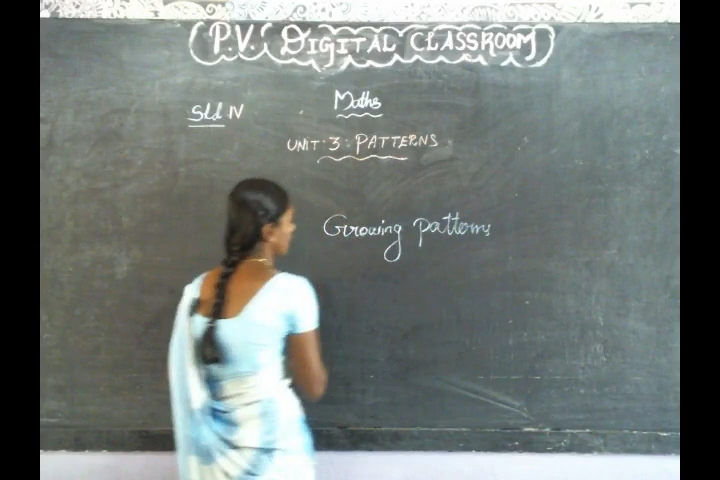 P.V. DIGITAL CLASSROOM
Maths
Std IV
UNIT: 3: PATTERNS
Growing patterns